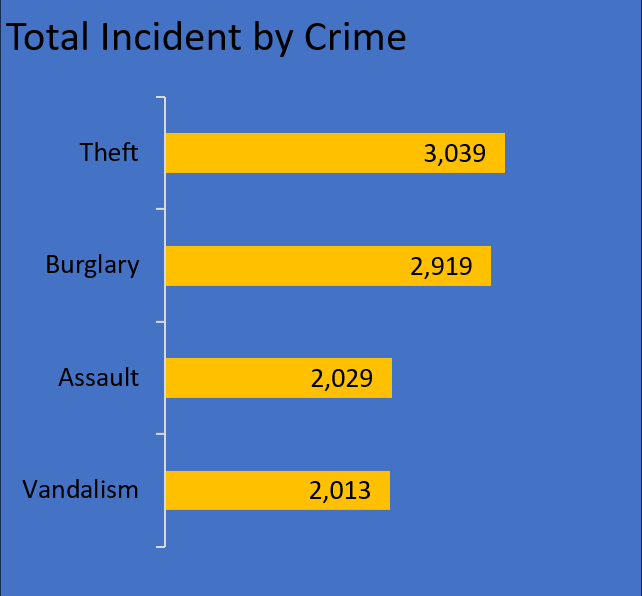 Total Incident by Crime
Theft 3,039
Burglary 2,919
Assault 2,029
Vandalism 2,013